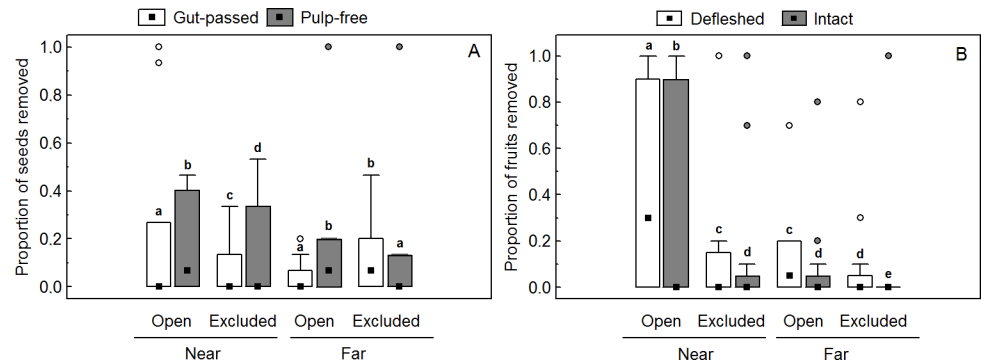 Gut-passed Pulp-free
A
Proportion of seeds removed
1.0
0.8
0.6
0.4
0.2
0.0
a b c d a b b a
Open Excluded Open Excluded
Near Far
Defleshed Intact
B
Proportion of fruits removed
1.0
0.8
0.6
0.4
0.2
0.0
a b c d c d d e
Open Excluded Open Excluded
Near Far